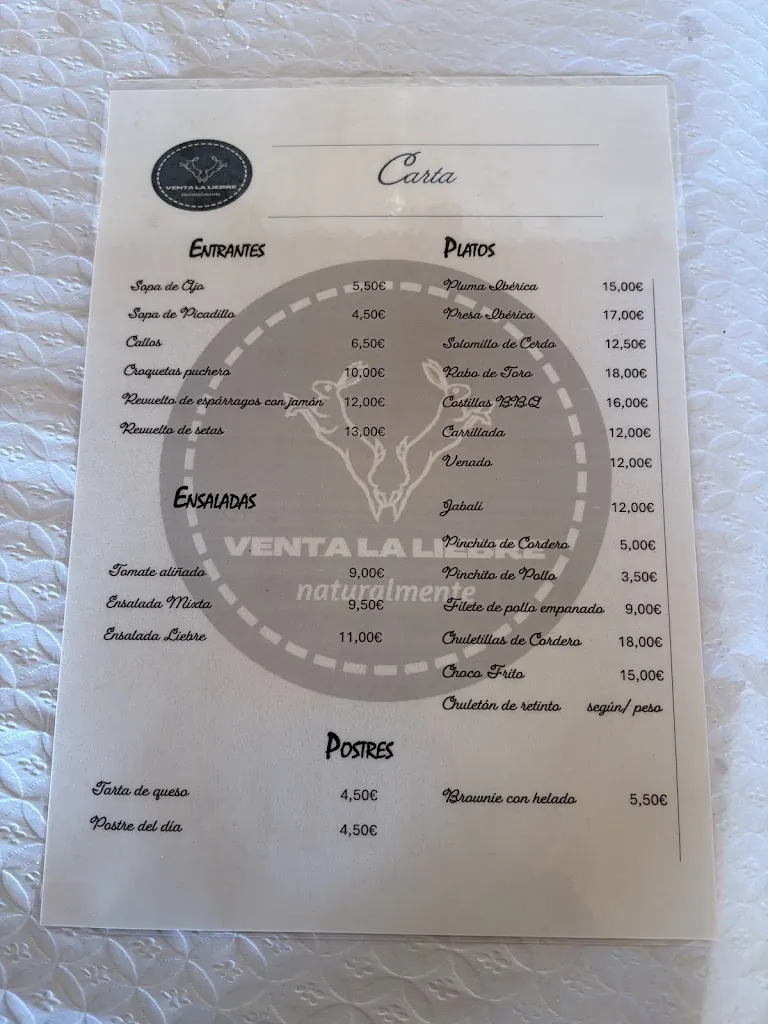 VENTA LA LIEBRE
naturalmente
Carta
ENTRANTES
Sopa de Ajo 5,50€
Sopa de Picadillo 4,50€
Callos 6,50€
Croquetas puchero 10,00€
Revuelto de espárragos con jamón 12,00€
Revuelto de setas 13,00€
ENSALADAS
Tomate aliñado 9,00€
Ensalada Mixta 9,50€
Ensalada Liebre 11,00€
PLATOS
Pluma Ibérica 15,00€
Presa Ibérica 17,00€
Solomillo de Cerdo 12,50€
Rabo de Toro 18,00€
Costillas BBQ 16,00€
Carrillada 12,00€
Venado 12,00€
Jabalí 12,00€
Pinchito de Cordero 5,00€
Pinchito de Pollo 3,50€
Filete de pollo empanado 9,00€
Chuletillas de Cordero 18,00€
Choco Frito 15,00€
Chuletón de retinto según/ peso
VENTA LA LIEBRE
naturalmente
POSTRES
Tarta de queso 4,50€
Postre del día 4,50€
Brownie con helado 5,50€